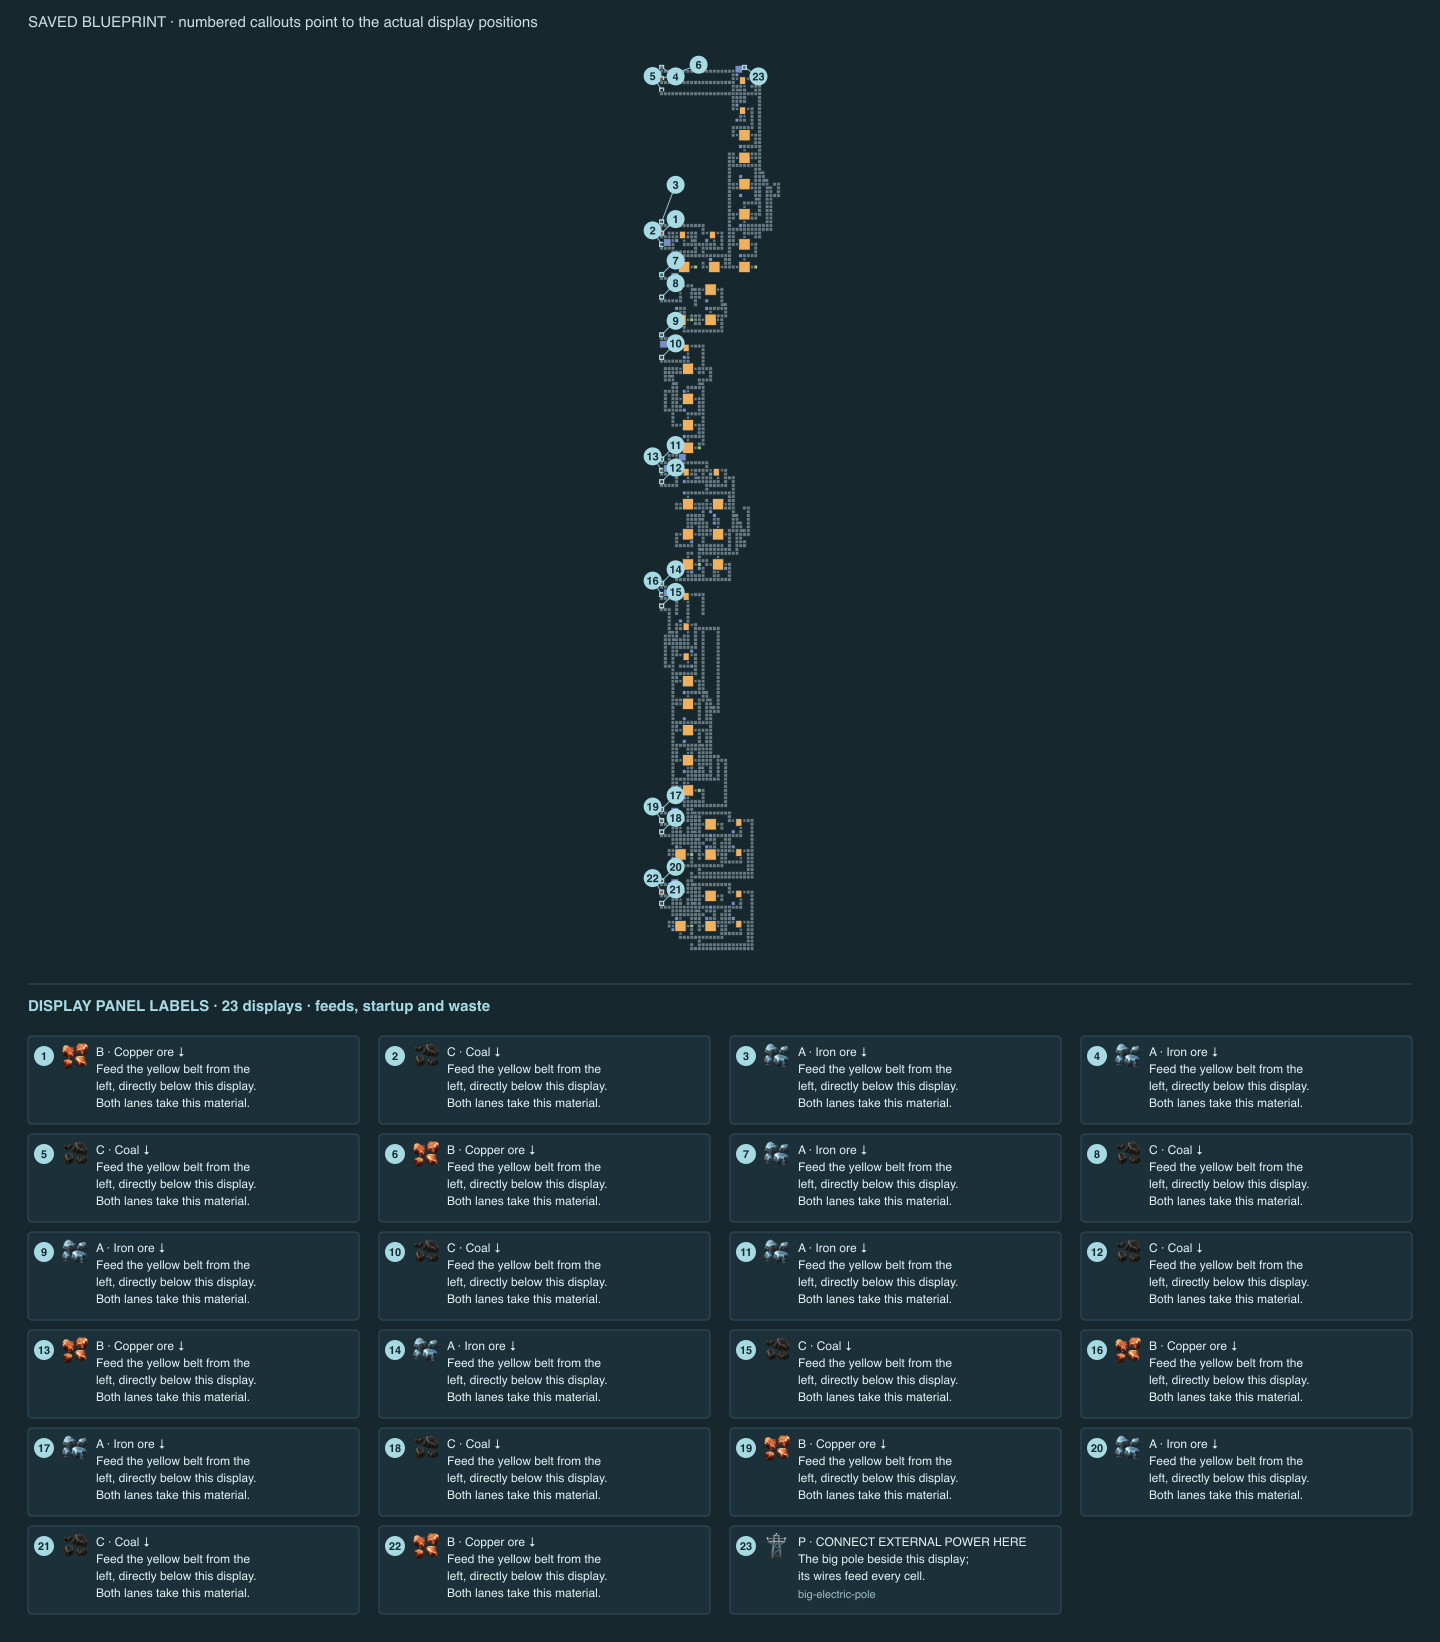 SAVED BLUEPRINT · numbered callouts point to the actual display positions
6
5
4
23
3
1
2
7
8
9
10
11
13
12
14
16
15
17
19
18
20
22
21
DISPLAY PANEL LABELS · 23 displays · feeds, startup and waste
1
B · Copper ore ↓
Feed the yellow belt from the
left, directly below this display.
Both lanes take this material.
2
C · Coal ↓
Feed the yellow belt from the
left, directly below this display.
Both lanes take this material.
3
A · Iron ore ↓
Feed the yellow belt from the
left, directly below this display.
Both lanes take this material.
4
A · Iron ore ↓
Feed the yellow belt from the
left, directly below this display.
Both lanes take this material.
5
C · Coal ↓
Feed the yellow belt from the
left, directly below this display.
Both lanes take this material.
6
B · Copper ore ↓
Feed the yellow belt from the
left, directly below this display.
Both lanes take this material.
7
A · Iron ore ↓
Feed the yellow belt from the
left, directly below this display.
Both lanes take this material.
8
C · Coal ↓
Feed the yellow belt from the
left, directly below this display.
Both lanes take this material.
9
A · Iron ore ↓
Feed the yellow belt from the
left, directly below this display.
Both lanes take this material.
10
C · Coal ↓
Feed the yellow belt from the
left, directly below this display.
Both lanes take this material.
11
A · Iron ore ↓
Feed the yellow belt from the
left, directly below this display.
Both lanes take this material.
12
C · Coal ↓
Feed the yellow belt from the
left, directly below this display.
Both lanes take this material.
13
B · Copper ore ↓
Feed the yellow belt from the
left, directly below this display.
Both lanes take this material.
14
A · Iron ore ↓
Feed the yellow belt from the
left, directly below this display.
Both lanes take this material.
15
C · Coal ↓
Feed the yellow belt from the
left, directly below this display.
Both lanes take this material.
16
B · Copper ore ↓
Feed the yellow belt from the
left, directly below this display.
Both lanes take this material.
17
A · Iron ore ↓
Feed the yellow belt from the
left, directly below this display.
Both lanes take this material.
18
C · Coal ↓
Feed the yellow belt from the
left, directly below this display.
Both lanes take this material.
19
B · Copper ore ↓
Feed the yellow belt from the
left, directly below this display.
Both lanes take this material.
20
A · Iron ore ↓
Feed the yellow belt from the
left, directly below this display.
Both lanes take this material.
21
C · Coal ↓
Feed the yellow belt from the
left, directly below this display.
Both lanes take this material.
22
B · Copper ore ↓
Feed the yellow belt from the
left, directly below this display.
Both lanes take this material.
23
P · CONNECT EXTERNAL POWER HERE
The big pole beside this display;
its wires feed every cell.
big-electric-pole